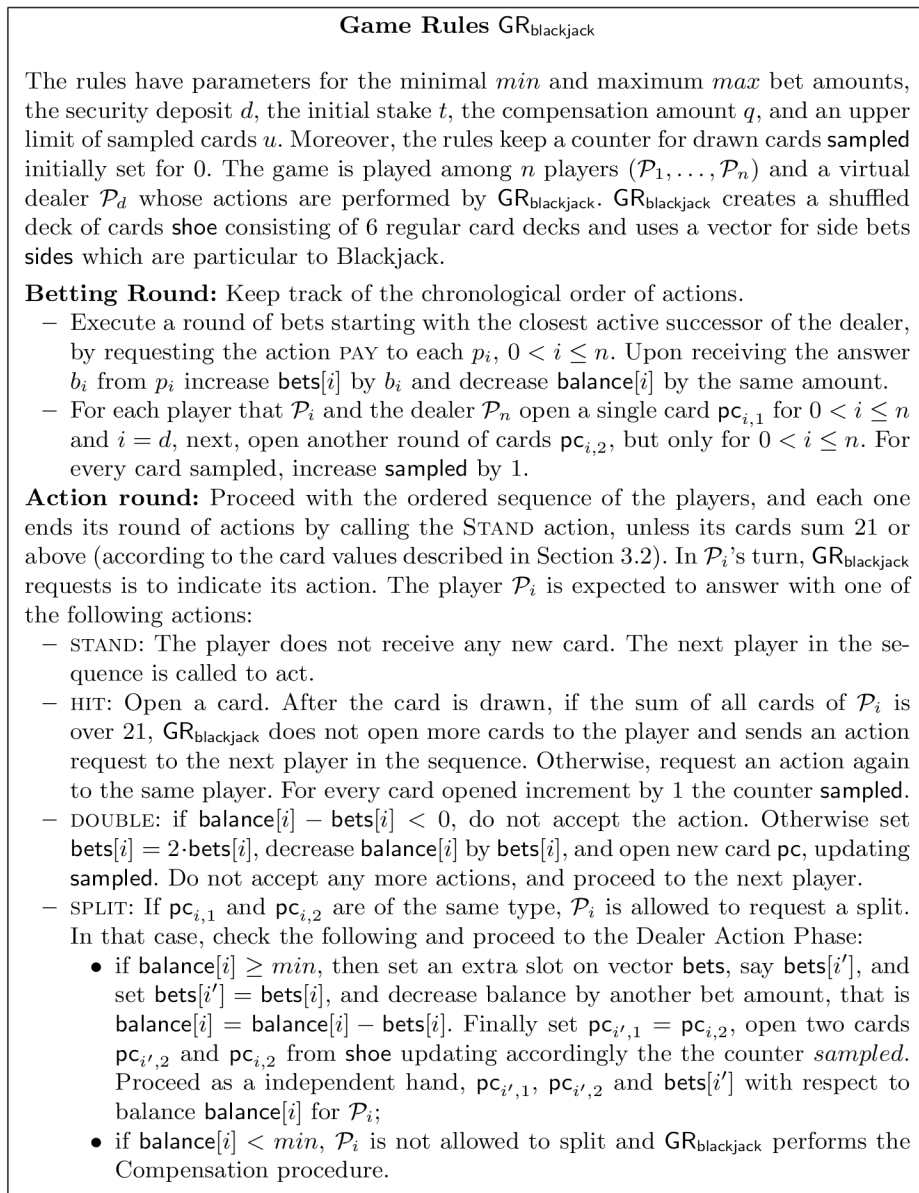 Game Rules GR_blackjack
The rules have parameters for the minimal min and maximum max bet amounts,
the security deposit d, the initial stake t, the compensation amount q, and an upper
limit of sampled cards u. Moreover, the rules keep a counter for drawn cards sampled
initially set for 0. The game is played among n players (𝒫_1, . . . , 𝒫_n) and a virtual
dealer 𝒫_d whose actions are performed by GR_blackjack. GR_blackjack creates a shuffled
deck of cards shoe consisting of 6 regular card decks and uses a vector for side bets
sides which are particular to Blackjack.
Betting Round: Keep track of the chronological order of actions.
– Execute a round of bets starting with the closest active successor of the dealer,
by requesting the action PAY to each p_i, 0 < i ≤ n. Upon receiving the answer
b_i from p_i increase bets[i] by b_i and decrease balance[i] by the same amount.
– For each player that 𝒫_i and the dealer 𝒫_n open a single card pc_{i,1} for 0 < i ≤ n
and i = d, next, open another round of cards pc_{i,2}, but only for 0 < i ≤ n. For
every card sampled, increase sampled by 1.
Action round: Proceed with the ordered sequence of the players, and each one
ends its round of actions by calling the STAND action, unless its cards sum 21 or
above (according to the card values described in Section 3.2). In 𝒫_i's turn, GR_blackjack
requests is to indicate its action. The player 𝒫_i is expected to answer with one of
the following actions:
– STAND: The player does not receive any new card. The next player in the se-
quence is called to act.
– HIT: Open a card. After the card is drawn, if the sum of all cards of 𝒫_i is
over 21, GR_blackjack does not open more cards to the player and sends an action
request to the next player in the sequence. Otherwise, request an action again
to the same player. For every card opened increment by 1 the counter sampled.
– DOUBLE: if balance[i] − bets[i] < 0, do not accept the action. Otherwise set
bets[i] = 2·bets[i], decrease balance[i] by bets[i], and open new card pc, updating
sampled. Do not accept any more actions, and proceed to the next player.
– SPLIT: If pc_{i,1} and pc_{i,2} are of the same type, 𝒫_i is allowed to request a split.
In that case, check the following and proceed to the Dealer Action Phase:
• if balance[i] ≥ min, then set an extra slot on vector bets, say bets[i′], and
set bets[i′] = bets[i], and decrease balance by another bet amount, that is
balance[i] = balance[i] − bets[i]. Finally set pc_{i′,1} = pc_{i,2}, open two cards
pc_{i′,2} and pc_{i,2} from shoe updating accordingly the the counter sampled.
Proceed as a independent hand, pc_{i′,1}, pc_{i′,2} and bets[i′] with respect to
balance balance[i] for 𝒫_i;
• if balance[i] < min, 𝒫_i is not allowed to split and GR_blackjack performs the
Compensation procedure.